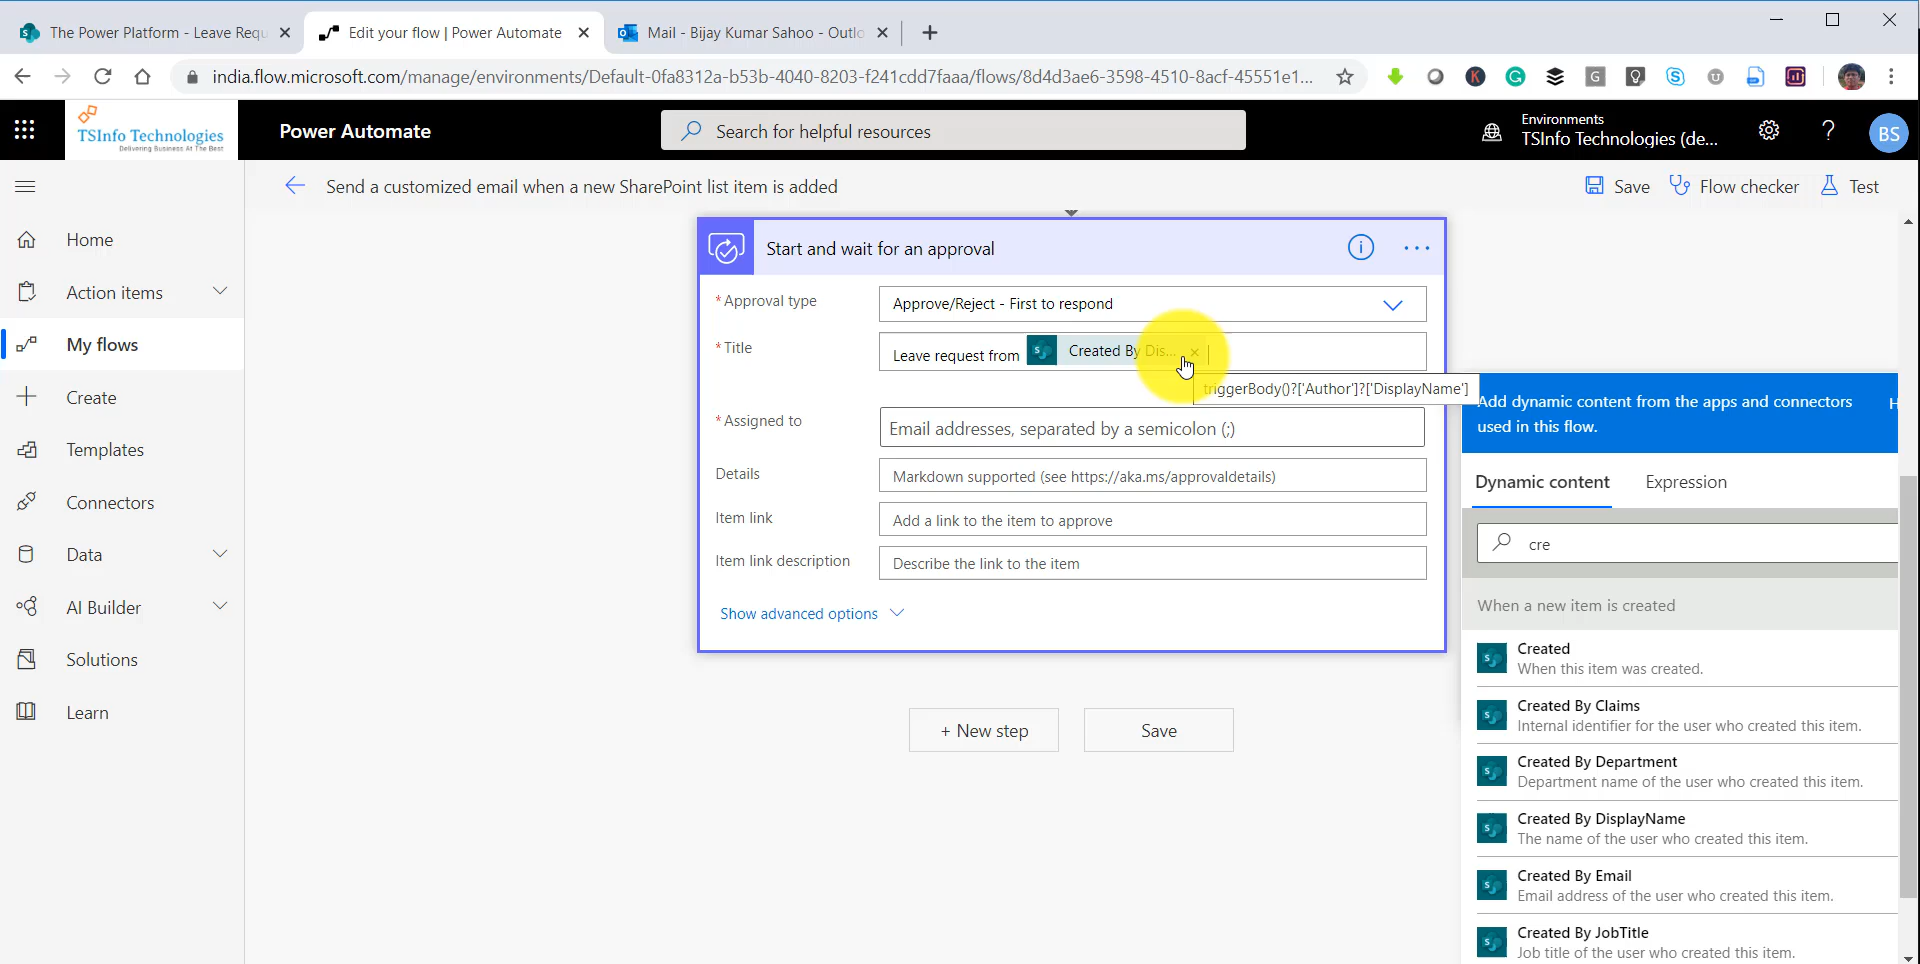 The Power Platform - Leave Requ
Edit your flow | Power Automate
Mail - Bijay Kumar Sahoo - Outlo
india.flow.microsoft.com/manage/environments/Default-0fa8312a-b53b-4040-8203-f241cdd7faaa/flows/8d4d3ae6-3598-4510-8acf-45551e1...
TSInfo Technologies
Delivering Business At The Best
Power Automate
Search for helpful resources
Environments
TSInfo Technologies (de...
BS
Send a customized email when a new SharePoint list item is added
Save
Flow checker
Test
Home
Action items
My flows
Create
Templates
Connectors
Data
AI Builder
Solutions
Learn
Start and wait for an approval
* Approval type
Approve/Reject - First to respond
* Title
Leave request from Created By Dis...
triggerBody()?['Author']?['DisplayName']
* Assigned to
Email addresses, separated by a semicolon (;)
Details
Markdown supported (see https://aka.ms/approvaldetails)
Item link
Add a link to the item to approve
Item link description
Describe the link to the item
Show advanced options
+ New step
Save
Add dynamic content from the apps and connectors
used in this flow.
H
Dynamic content
Expression
cre
When a new item is created
Created
When this item was created.
Created By Claims
Internal identifier for the user who created this item.
Created By Department
Department name of the user who created this item.
Created By DisplayName
The name of the user who created this item.
Created By Email
Email address of the user who created this item.
Created By JobTitle
Job title of the user who created this item.